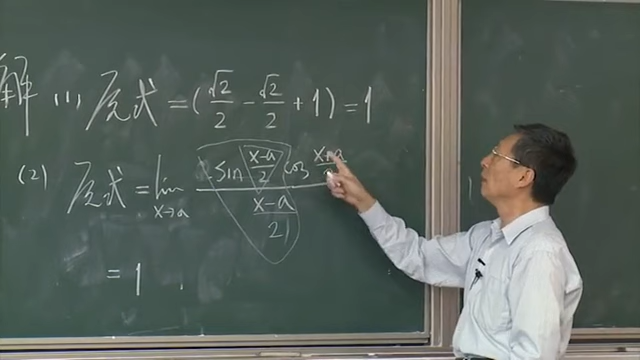 解 (1) 原式 = (√2/2 - √2/2 + 1) = 1
(2) 原式 = lim x→a (sin (x-a)/2 cos (x+a)/2) / ((x-a)/2)
= 1